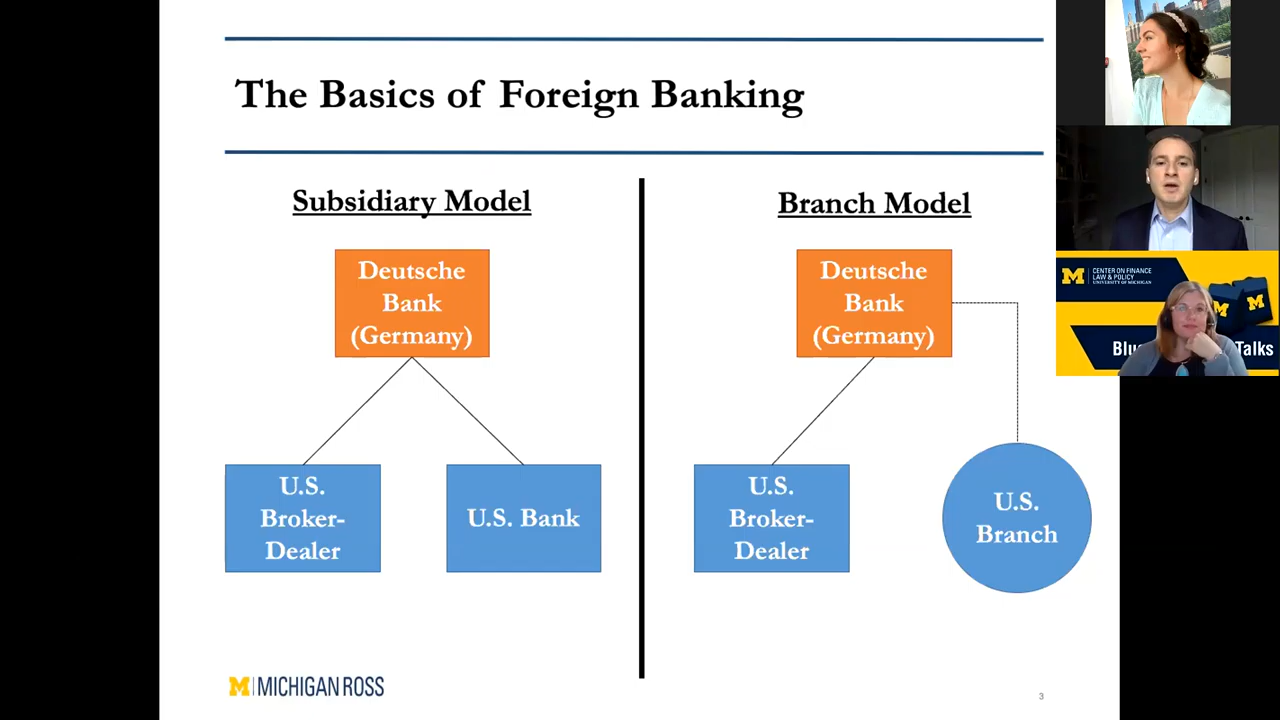 The Basics of Foreign Banking
Subsidiary Model
Deutsche
Bank
(Germany)
U.S.
Broker-
Dealer
U.S. Bank
Branch Model
Deutsche
Bank
(Germany)
U.S.
Broker-
Dealer
U.S.
Branch
M MICHIGAN ROSS
3
M CENTER ON FINANCE
LAW & POLICY
UNIVERSITY OF MICHIGAN
M
M
Talks